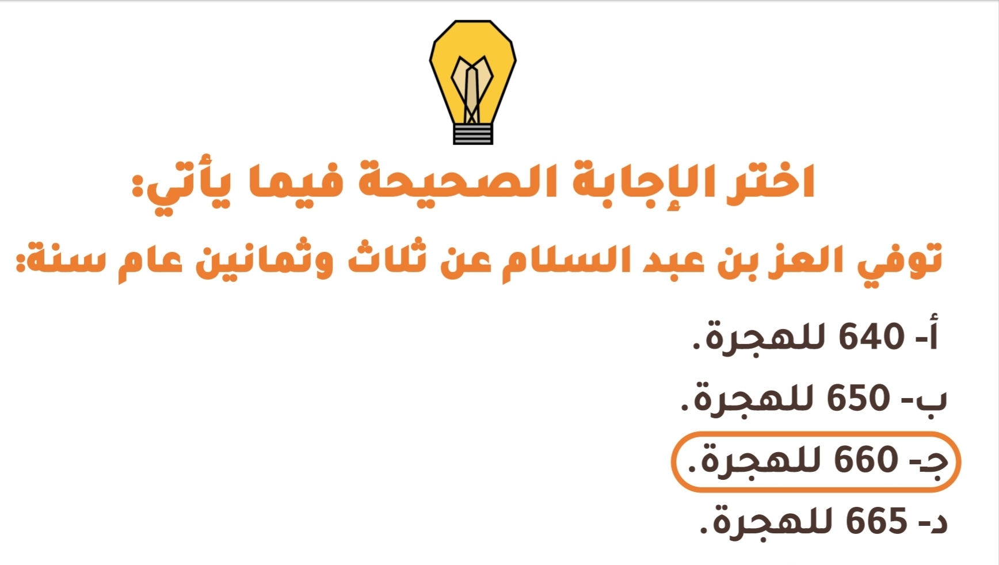 اختر الإجابة الصحيحة فيما يأتي:
توفي العز بن عبد السلام عن ثلاث وثمانين عام سنة:
أ- 640 للهجرة.
ب- 650 للهجرة.
جـ- 660 للهجرة.
د- 665 للهجرة.